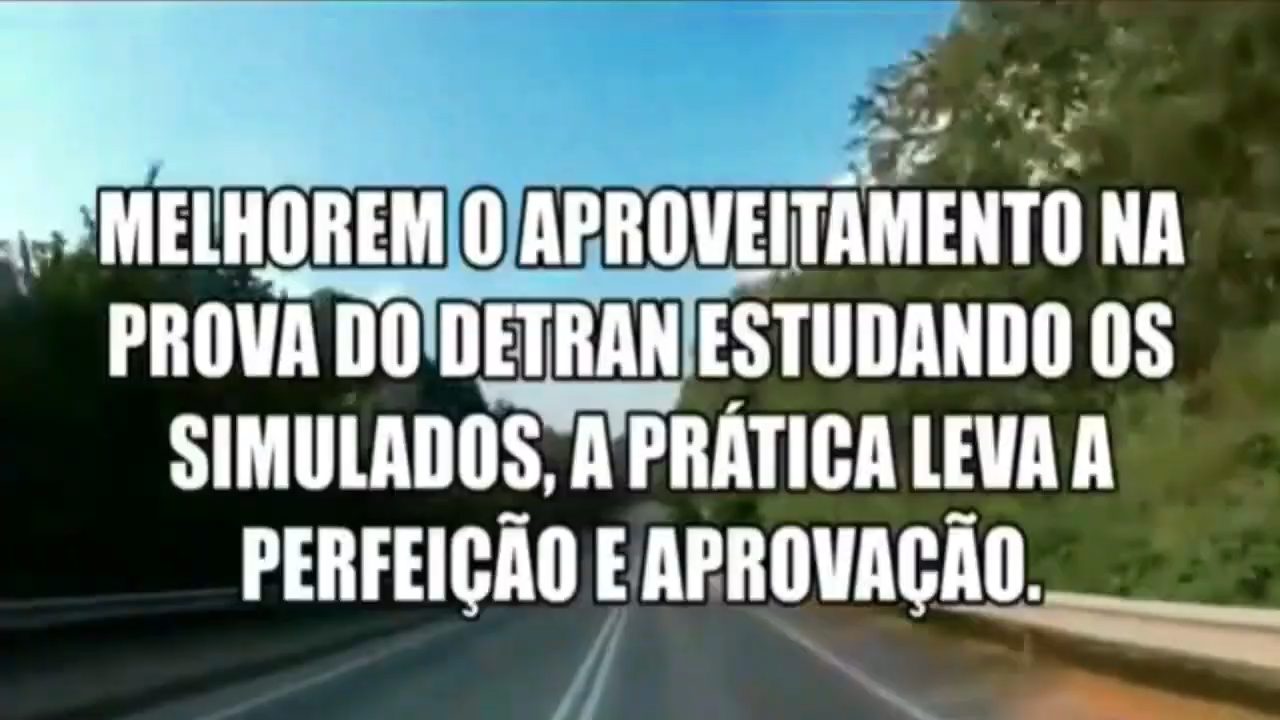 MELHOREM O APROVEITAMENTO NA
PROVA DO DETRAN ESTUDANDO OS
SIMULADOS, A PRÁTICA LEVA A
PERFEIÇÃO E APROVAÇÃO.